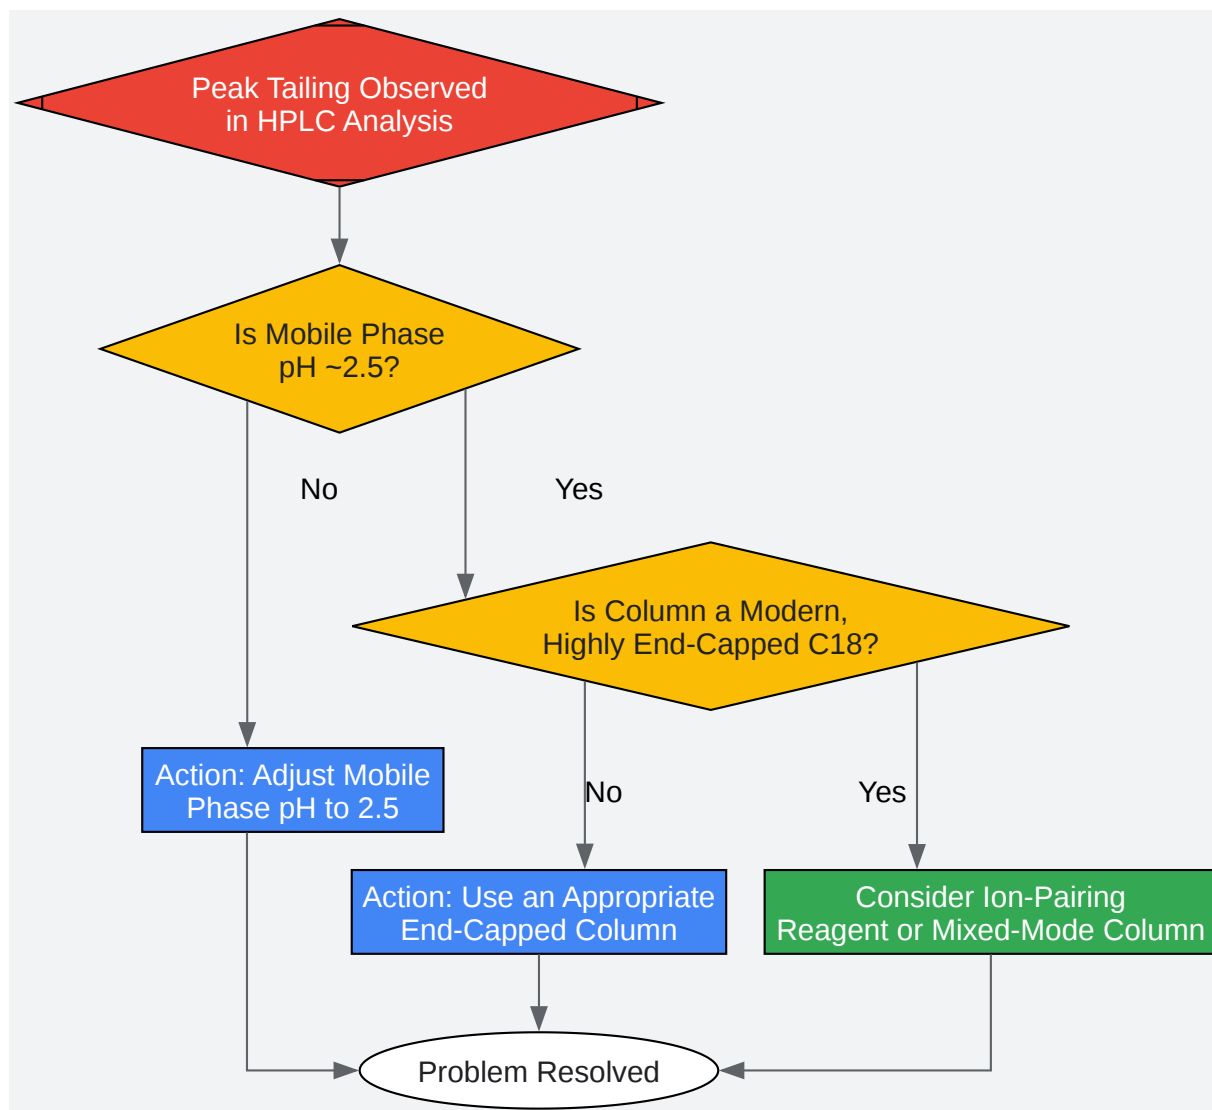 Peak Tailing Observed
in HPLC Analysis
Is Mobile Phase
pH ~2.5?
No
Yes
Is Column a Modern,
Highly End-Capped C18?
Action: Adjust Mobile
Phase pH to 2.5
No
Yes
Action: Use an Appropriate
End-Capped Column
Consider Ion-Pairing
Reagent or Mixed-Mode Column
Problem Resolved